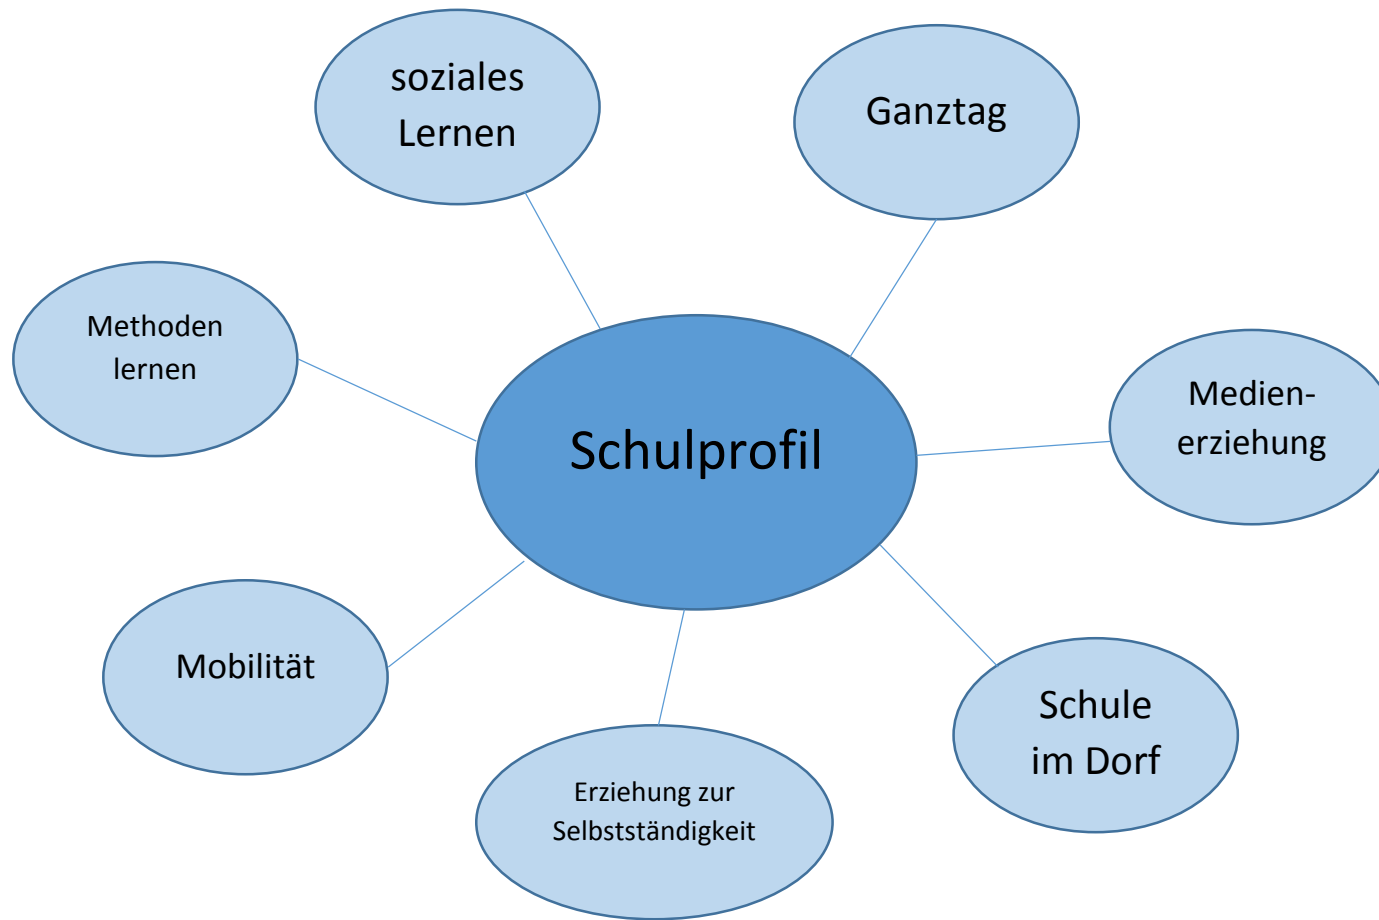 soziales
Lernen
Ganztag
Methoden
lernen
Medien-
erziehung
Schulprofil
Mobilität
Schule
im Dorf
Erziehung zur
Selbstständigkeit